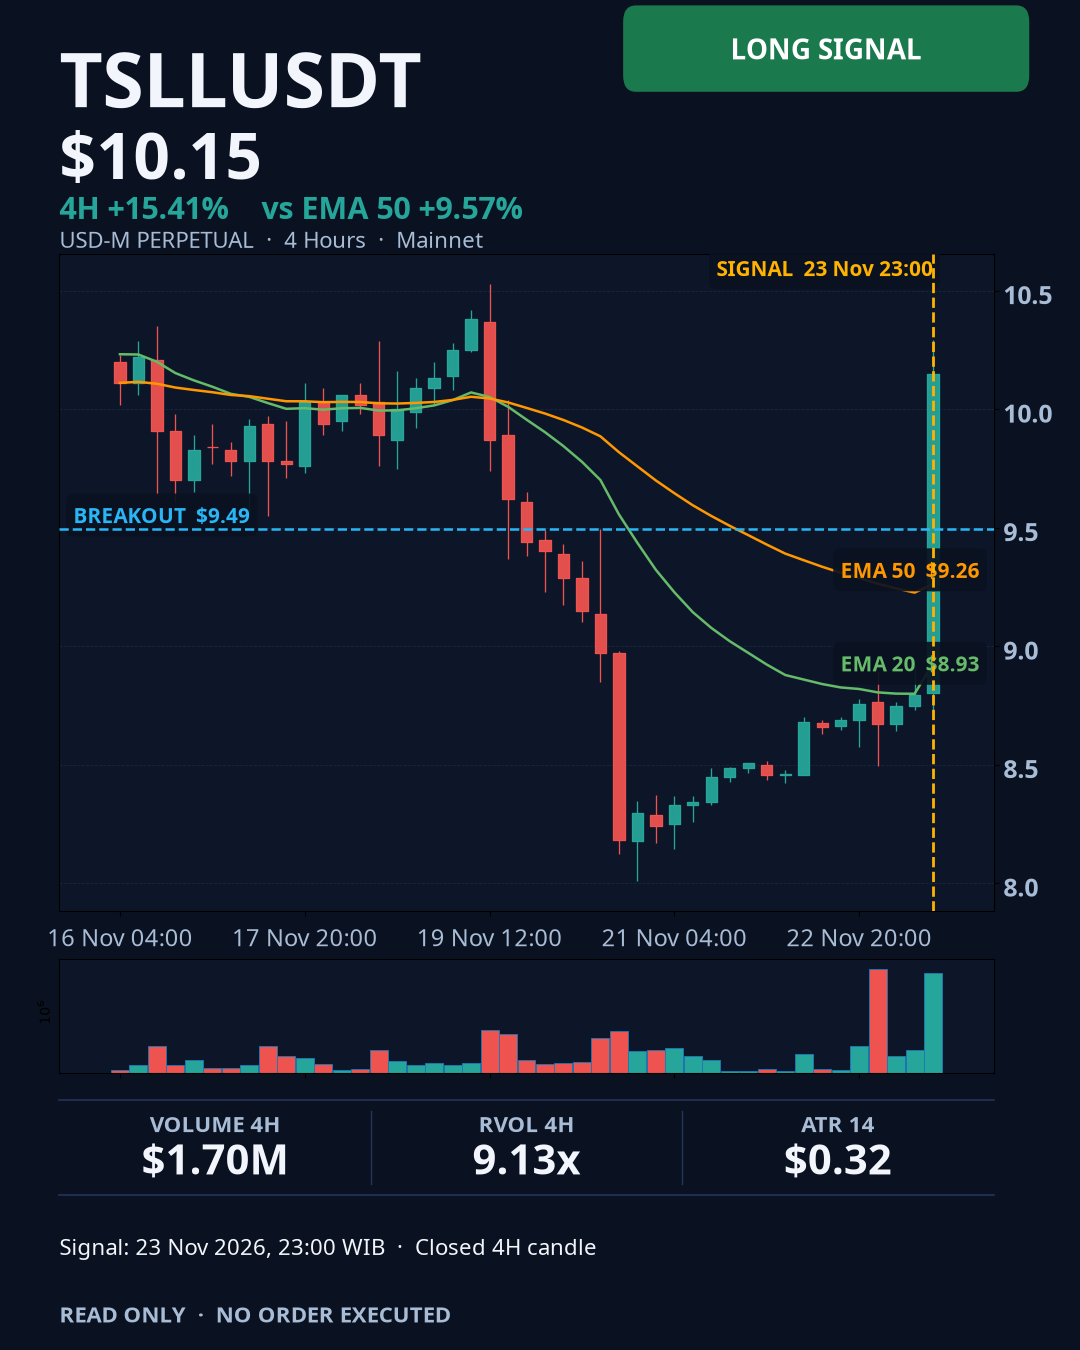 LONG SIGNAL
TSLLUSDT
$10.15
4H +15.41%    vs EMA 50 +9.57%
USD-M PERPETUAL · 4 Hours · Mainnet
SIGNAL 23 Nov 23:00
10.5
10.0
BREAKOUT $9.49
9.5
EMA 50 $9.26
9.0
EMA 20 $8.93
8.5
8.0
16 Nov 04:00 17 Nov 20:00 19 Nov 12:00 21 Nov 04:00 22 Nov 20:00
10⁶
VOLUME 4H RVOL 4H ATR 14
$1.70M 9.13x $0.32
Signal: 23 Nov 2026, 23:00 WIB · Closed 4H candle
READ ONLY · NO ORDER EXECUTED